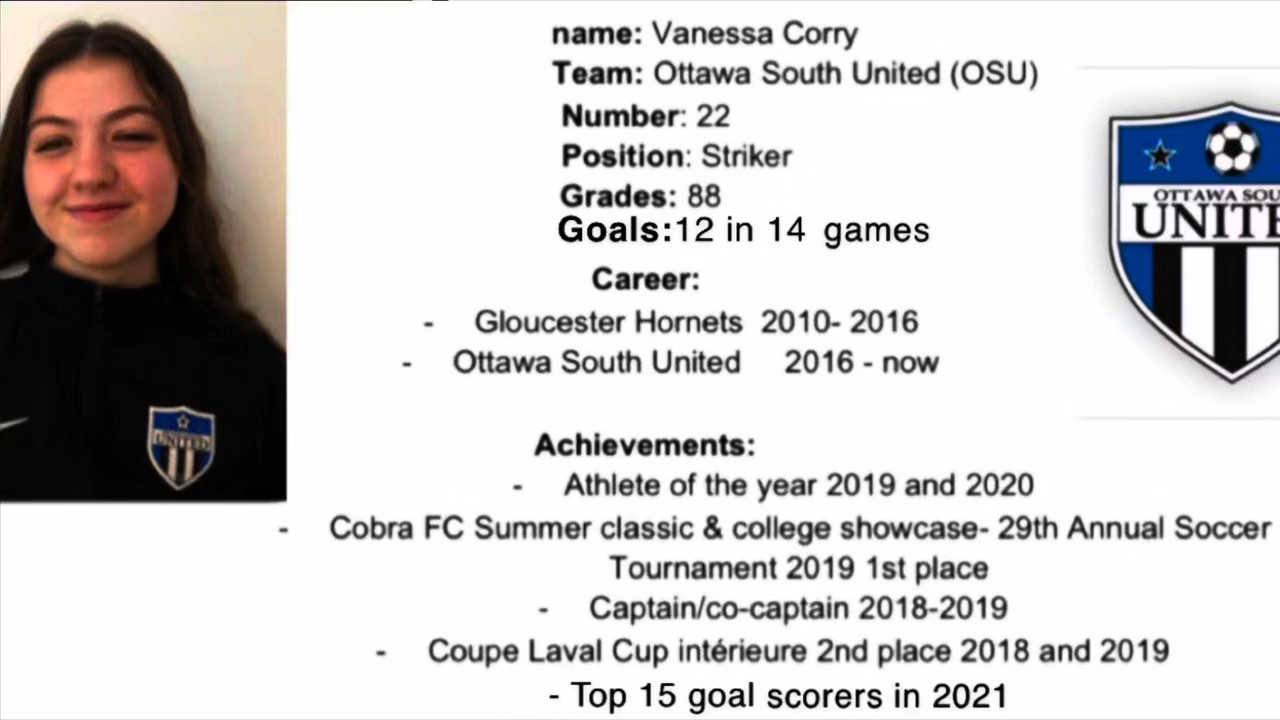 name: Vanessa Corry
Team: Ottawa South United (OSU)
Number: 22
Position: Striker
Grades: 88
Goals:12 in 14 games
Career:
- Gloucester Hornets 2010- 2016
- Ottawa South United 2016 - now
Achievements:
- Athlete of the year 2019 and 2020
- Cobra FC Summer classic & college showcase- 29th Annual Soccer
Tournament 2019 1st place
- Captain/co-captain 2018-2019
- Coupe Laval Cup intérieure 2nd place 2018 and 2019
- Top 15 goal scorers in 2021
OTTAWA SOU
UNITE
UNITED